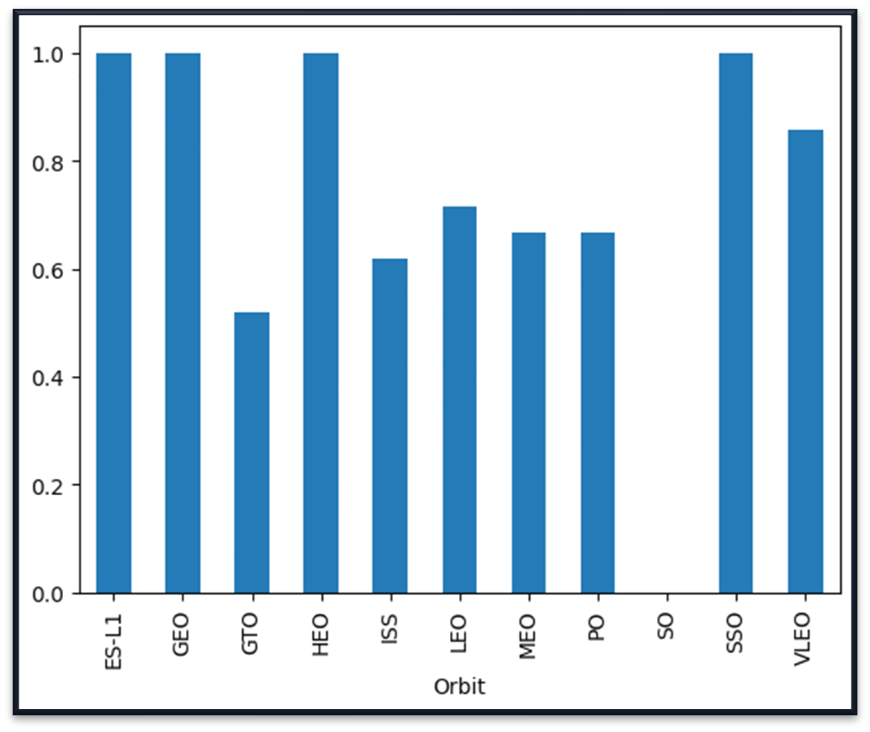 1.0
0.8
0.6
0.4
0.2
0.0
ES-L1
GEO
GTO
HEO
ISS
LEO
MEO
PO
SO
SSO
VLEO
Orbit